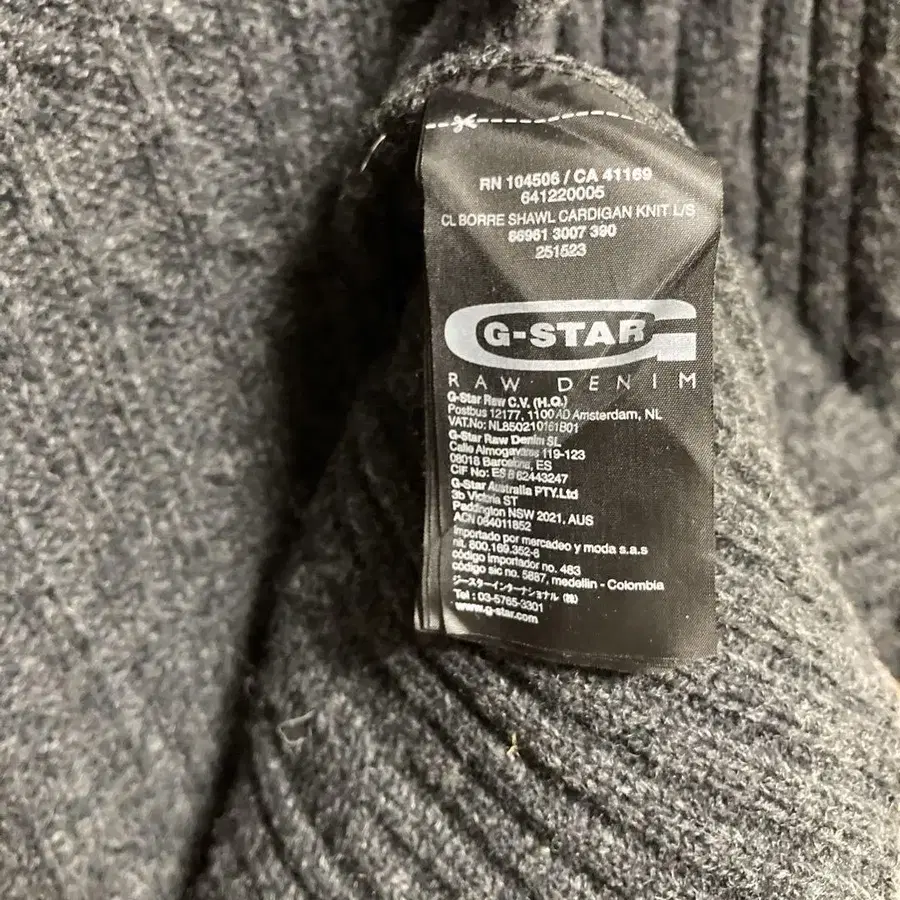 RN 104506 / CA 41169
641220005
CL BORRE SHAWL CARDIGAN KNIT L/S
86981 3007 390
251523
G-STAR
RAW DENIM
G-Star Raw C.V. (H.Q.)
Postbus 12177, 1100 AD Amsterdam, NL
VAT.No: NL850210161B01
G-Star Raw Denim SL
Calle Almogavares 119-123
08018 Barcelona, ES
CIF No: ES B 62443247
G-Star Australia PTY.Ltd
3b Victoria ST
Paddington NSW 2021, AUS
ACN 064011852
Importado por mercadeo y moda s.a.s
nit. 800.169.352-8
código importador no. 483
código sic no. 5887, medellin - Colombia
ジースターインターナショナル (株)
Tel : 03-5765-3301
www.g-star.com